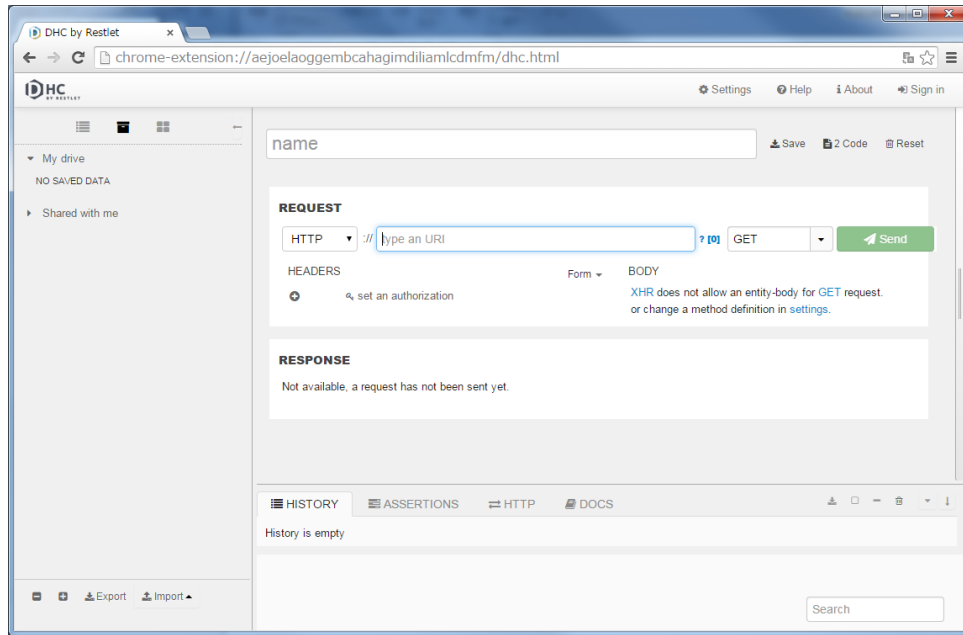 DHC by Restlet
chrome-extension://aejoelaoggembcahagimdiliamlcdmfm/dhc.html
DHC
BY RESTLET
Settings Help About Sign in
name
Save 2 Code Reset
My drive
NO SAVED DATA
Shared with me
REQUEST
HTTP :// type an URI ? [0] GET Send
HEADERS Form BODY
set an authorization
XHR does not allow an entity-body for GET request.
or change a method definition in settings.
RESPONSE
Not available, a request has not been sent yet.
HISTORY ASSERTIONS HTTP DOCS
History is empty
Export Import
Search